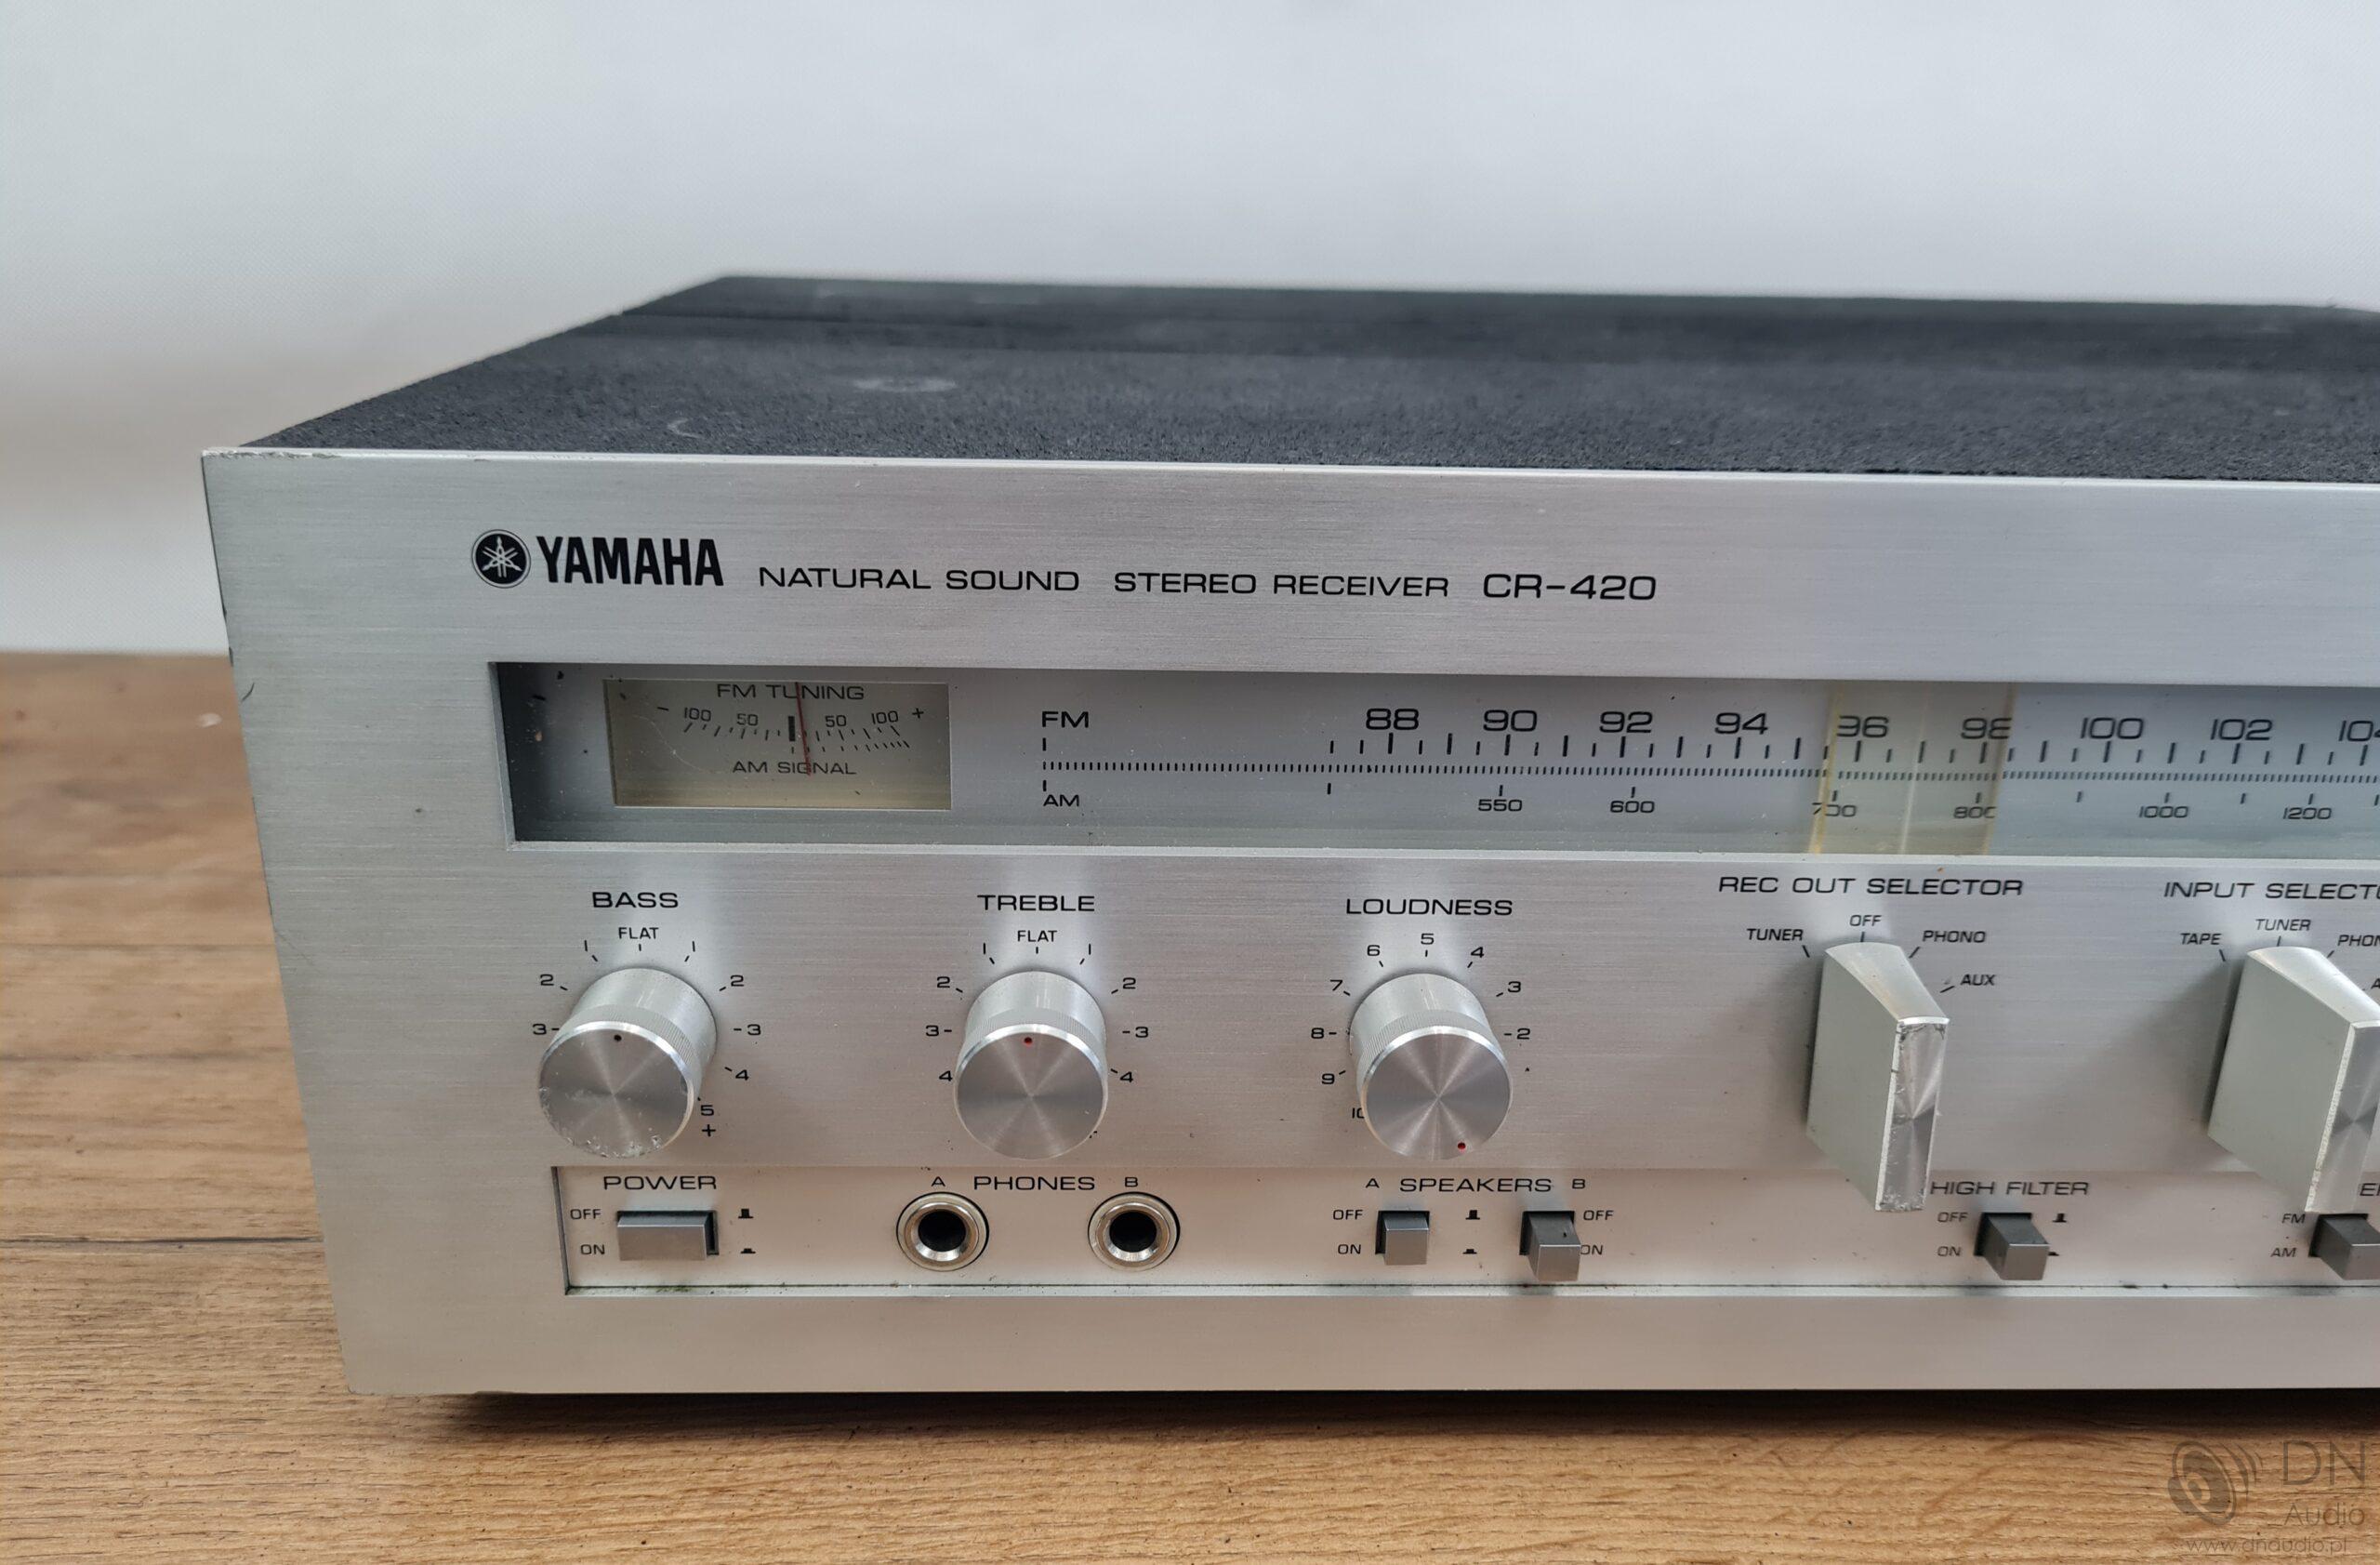 YAMAHA NATURAL SOUND STEREO RECEIVER CR-420
FM TUNING
- 100 50 50 100 +
AM SIGNAL
FM 88 90 92 94 96 98 100 102
AM 550 600 700 800 1000 1200
BASS
FLAT
2 2
3 3
4
5
+
TREBLE
FLAT
2 2
3 3
4 4
LOUDNESS
5
6 4
7 3
8 2
9
10
REC OUT SELECTOR
OFF
TUNER PHONO
AUX
INPUT
TUNER
TAPE
POWER
OFF
ON
A PHONES B
A SPEAKERS B
OFF OFF
ON ON
HIGH FILTER
OFF
ON
FM
AM
DN
Audio
www.dnaudio.pl